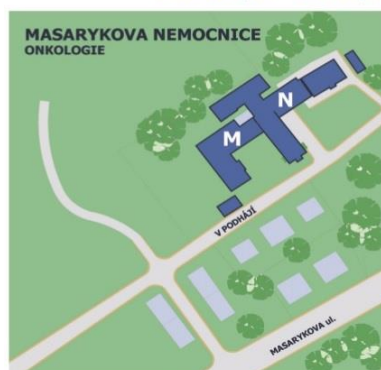 MASARYKOVA NEMOCNICE
ONKOLOGIE
N
M
V PODHÁJÍ
MASARYKOVA ul.